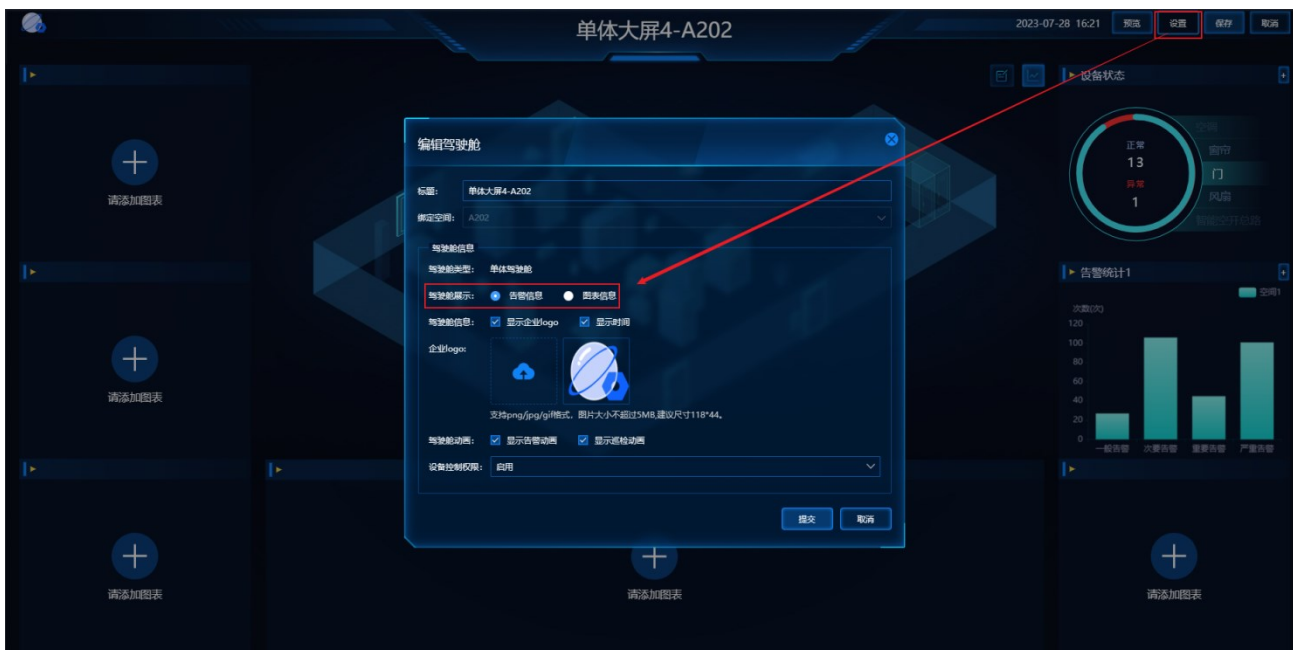 单体大屏4-A202
2023-07-28 16:21 预览 设置 保存 取消
设备状态
正常
13
异常
1
空调
窗帘
门
风扇
智能空开总路
请添加图表
编辑驾驶舱
标题: 单体大屏4-A202
绑定空间: A202
驾驶舱信息
驾驶舱类型: 单体驾驶舱
驾驶舱展示: 告警信息 图表信息
驾驶舱信息: 显示企业logo 显示时间
企业logo:
支持png/jpg/gif格式, 图片大小不超过5MB,建议尺寸118*44。
驾驶舱动画: 显示告警动画 显示巡检动画
设备控制权限: 启用
提交 取消
请添加图表
告警统计1
空调1
次数(次)
120
100
80
60
40
20
0
一般告警 次要告警 重要告警 严重告警
请添加图表
请添加图表
请添加图表